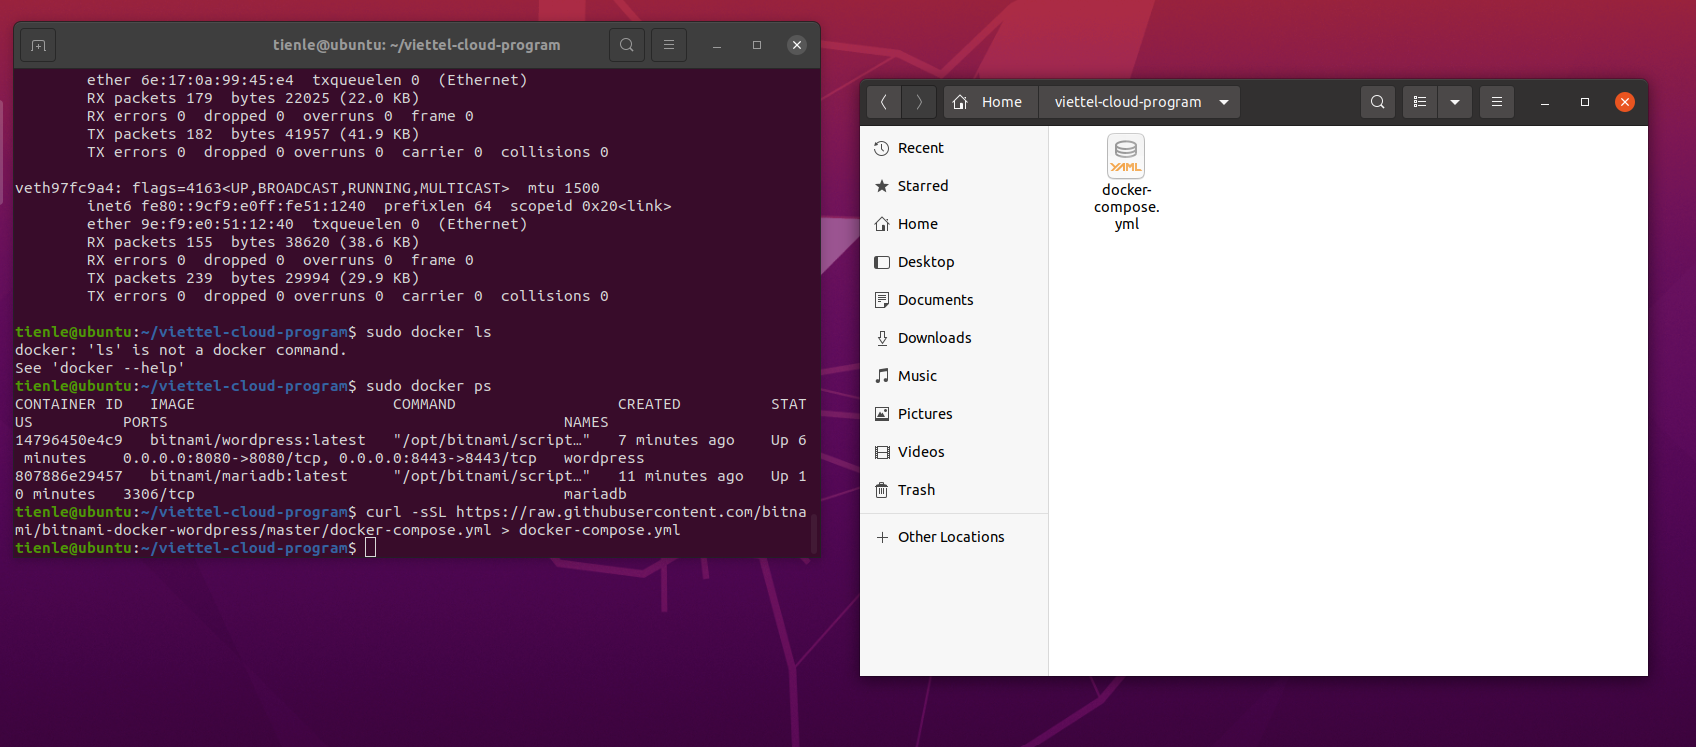 tienle@ubuntu: ~/viettel-cloud-program
ether 6e:17:0a:99:45:e4  txqueuelen 0  (Ethernet)
RX packets 179  bytes 22025 (22.0 KB)
RX errors 0  dropped 0  overruns 0  frame 0
TX packets 182  bytes 41957 (41.9 KB)
TX errors 0  dropped 0 overruns 0  carrier 0  collisions 0
veth97fc9a4: flags=4163<UP,BROADCAST,RUNNING,MULTICAST>  mtu 1500
inet6 fe80::9cf9:e0ff:fe51:1240  prefixlen 64  scopeid 0x20<link>
ether 9e:f9:e0:51:12:40  txqueuelen 0  (Ethernet)
RX packets 155  bytes 38620 (38.6 KB)
RX errors 0  dropped 0  overruns 0  frame 0
TX packets 239  bytes 29994 (29.9 KB)
TX errors 0  dropped 0 overruns 0  carrier 0  collisions 0
tienle@ubuntu:~/viettel-cloud-program$ sudo docker ls
docker: 'ls' is not a docker command.
See 'docker --help'
tienle@ubuntu:~/viettel-cloud-program$ sudo docker ps
CONTAINER ID   IMAGE                      COMMAND                  CREATED          STAT
US          PORTS                                            NAMES
14796450e4c9   bitnami/wordpress:latest   "/opt/bitnami/script…"   7 minutes ago    Up 6
 minutes    0.0.0.0:8080->8080/tcp, 0.0.0.0:8443->8443/tcp   wordpress
807886e29457   bitnami/mariadb:latest     "/opt/bitnami/script…"   11 minutes ago   Up 1
0 minutes   3306/tcp                                         mariadb
tienle@ubuntu:~/viettel-cloud-program$ curl -sSL https://raw.githubusercontent.com/bitna
mi/bitnami-docker-wordpress/master/docker-compose.yml > docker-compose.yml
tienle@ubuntu:~/viettel-cloud-program$
Home
viettel-cloud-program
Recent
Starred
Home
Desktop
Documents
Downloads
Music
Pictures
Videos
Trash
Other Locations
YAML
docker-
compose.
yml